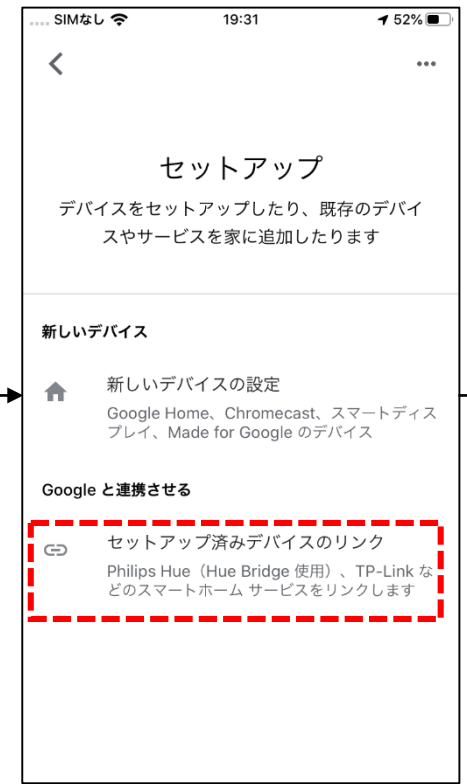 SIMなし 19:31 52%
セットアップ
デバイスをセットアップしたり、既存のデバイ
スやサービスを家に追加したります
新しいデバイス
新しいデバイスの設定
Google Home、Chromecast、スマートディス
プレイ、Made for Google のデバイス
Google と連携させる
セットアップ済みデバイスのリンク
Philips Hue（Hue Bridge 使用）、TP-Link な
どのスマートホーム サービスをリンクします